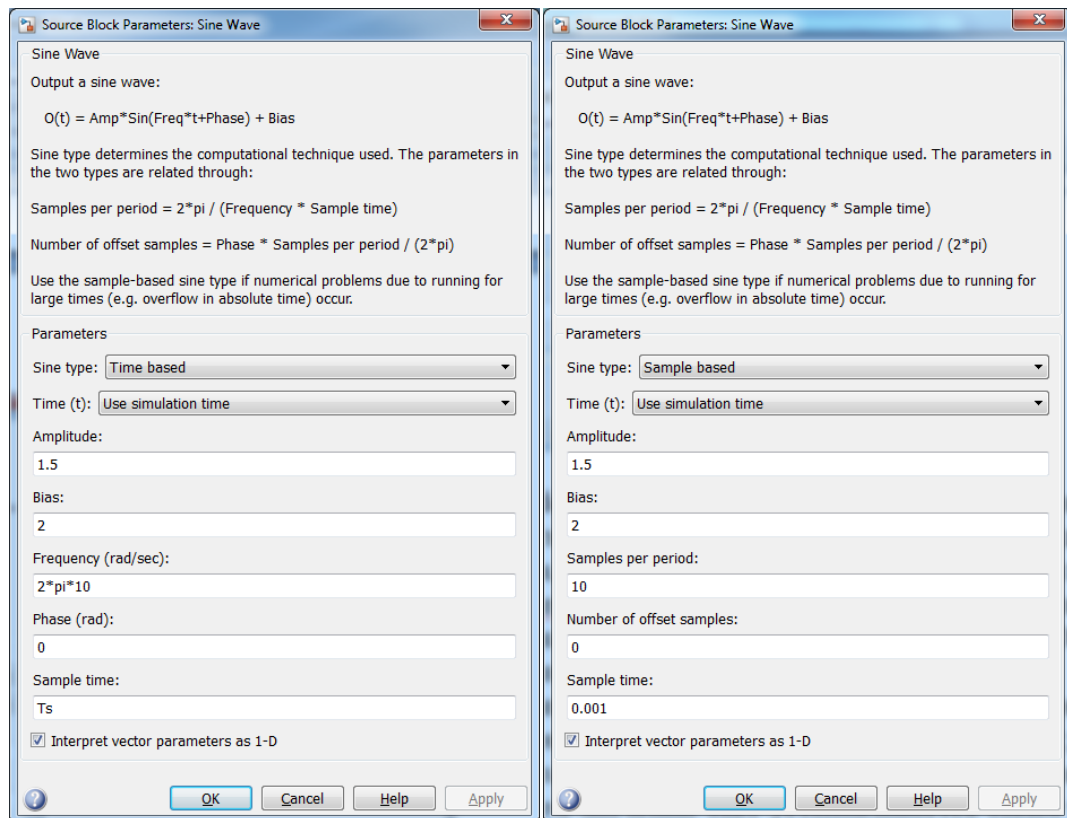 Source Block Parameters: Sine Wave
Sine Wave
Output a sine wave:
O(t) = Amp*Sin(Freq*t+Phase) + Bias
Sine type determines the computational technique used. The parameters in
the two types are related through:
Samples per period = 2*pi / (Frequency * Sample time)
Number of offset samples = Phase * Samples per period / (2*pi)
Use the sample-based sine type if numerical problems due to running for
large times (e.g. overflow in absolute time) occur.
Parameters
Sine type: Time based
Time (t): Use simulation time
Amplitude:
1.5
Bias:
2
Frequency (rad/sec):
2*pi*10
Phase (rad):
0
Sample time:
Ts
Interpret vector parameters as 1-D
OK Cancel Help Apply
Source Block Parameters: Sine Wave
Sine Wave
Output a sine wave:
O(t) = Amp*Sin(Freq*t+Phase) + Bias
Sine type determines the computational technique used. The parameters in
the two types are related through:
Samples per period = 2*pi / (Frequency * Sample time)
Number of offset samples = Phase * Samples per period / (2*pi)
Use the sample-based sine type if numerical problems due to running for
large times (e.g. overflow in absolute time) occur.
Parameters
Sine type: Sample based
Time (t): Use simulation time
Amplitude:
1.5
Bias:
2
Samples per period:
10
Number of offset samples:
0
Sample time:
0.001
Interpret vector parameters as 1-D
OK Cancel Help Apply